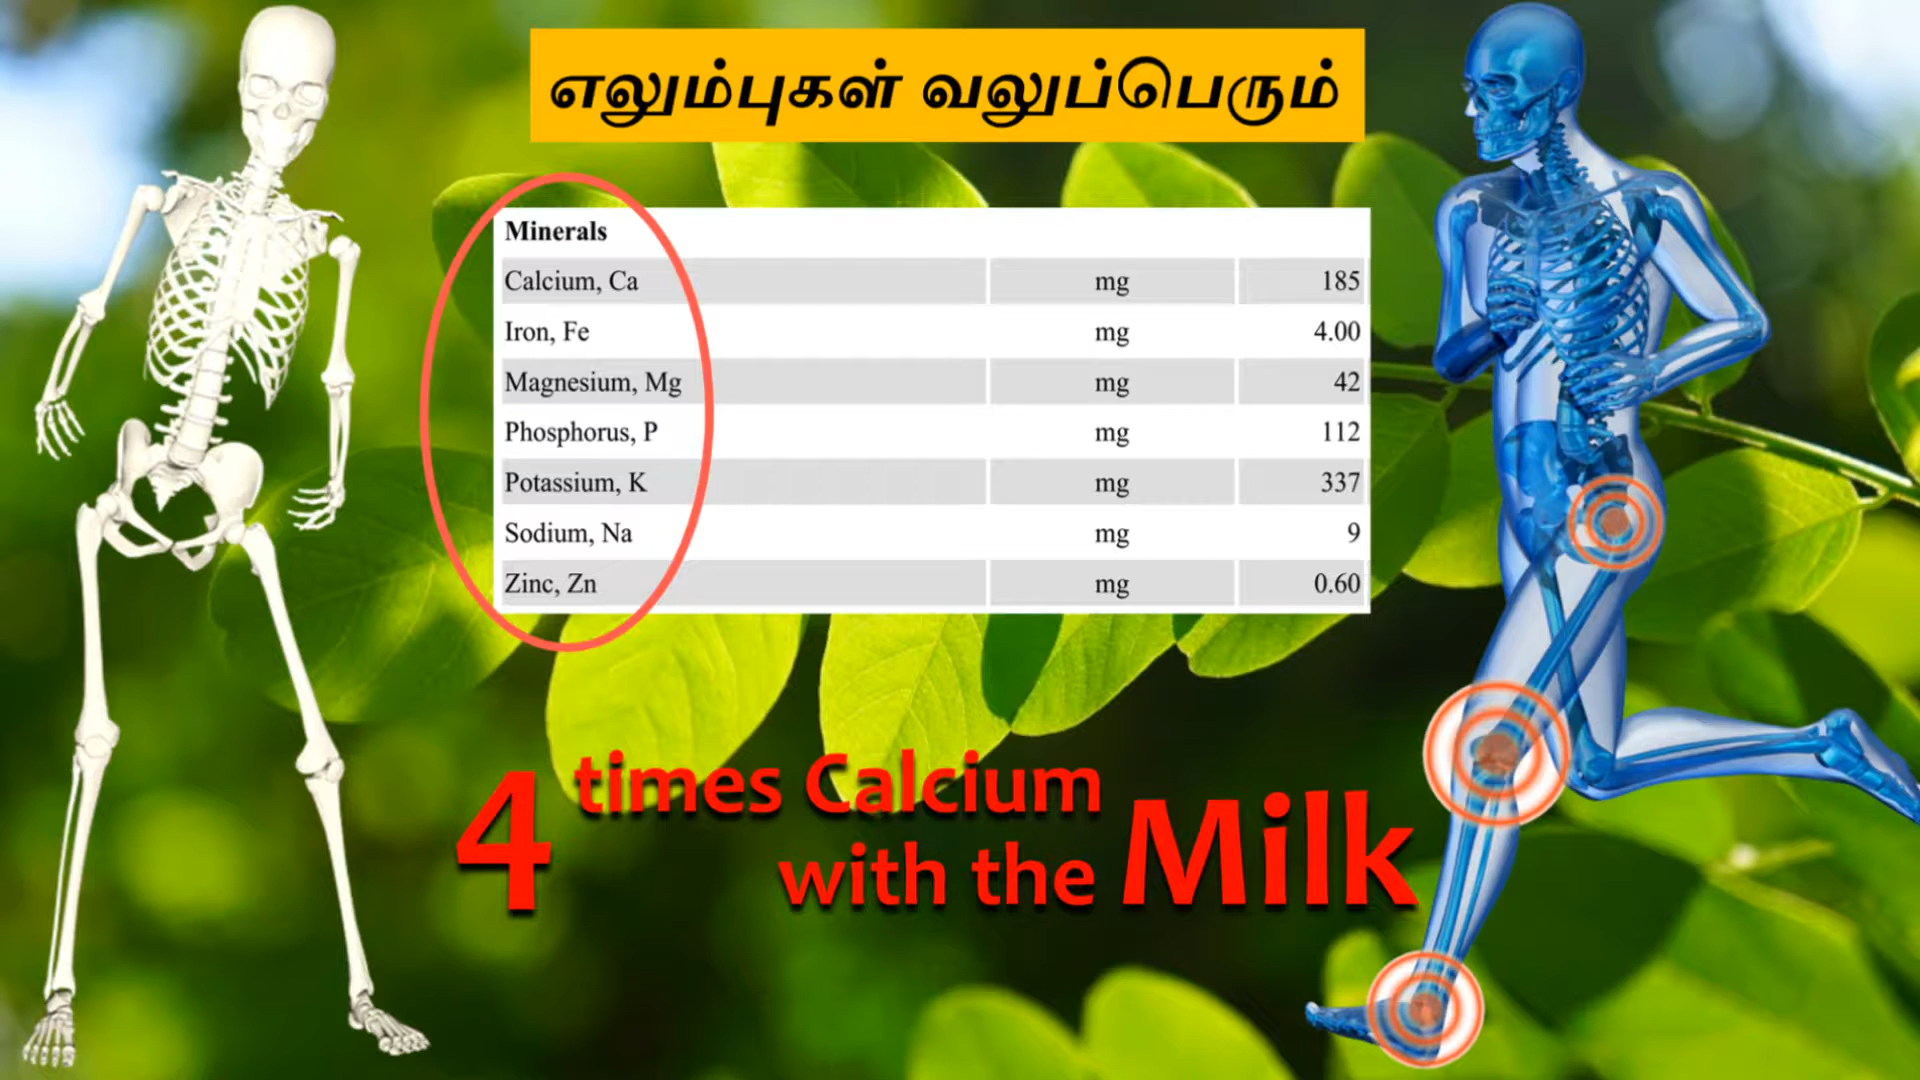 எலும்புகள் வலுப்பெரும்
Minerals
Calcium, Ca mg 185
Iron, Fe mg 4.00
Magnesium, Mg mg 42
Phosphorus, P mg 112
Potassium, K mg 337
Sodium, Na mg 9
Zinc, Zn mg 0.60
4 times Calcium
with the Milk